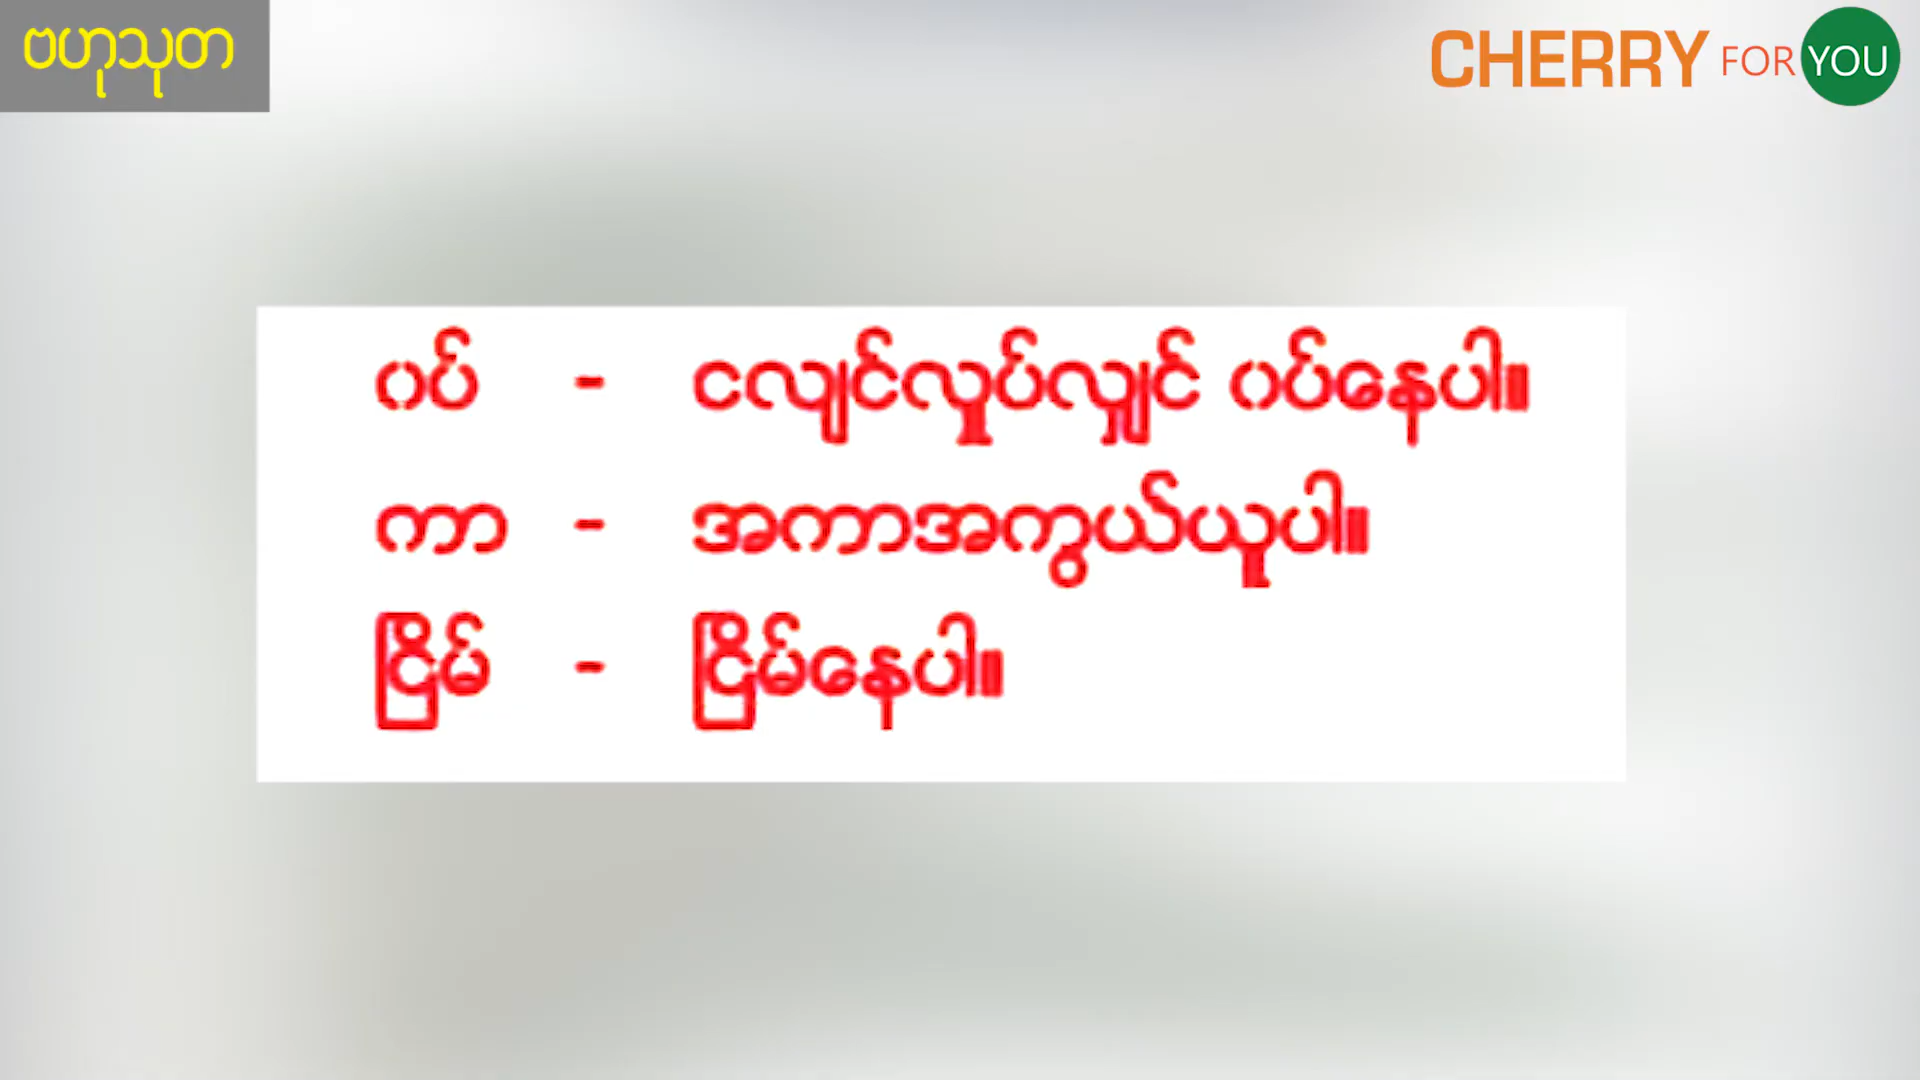 ဗဟုသုတ
CHERRY FOR YOU
ဝပ် - ငလျင်လှုပ်လျှင် ဝပ်နေပါ။
ကာ - အကာအကွယ်ယူပါ။
ငြိမ် - ငြိမ်နေပါ။